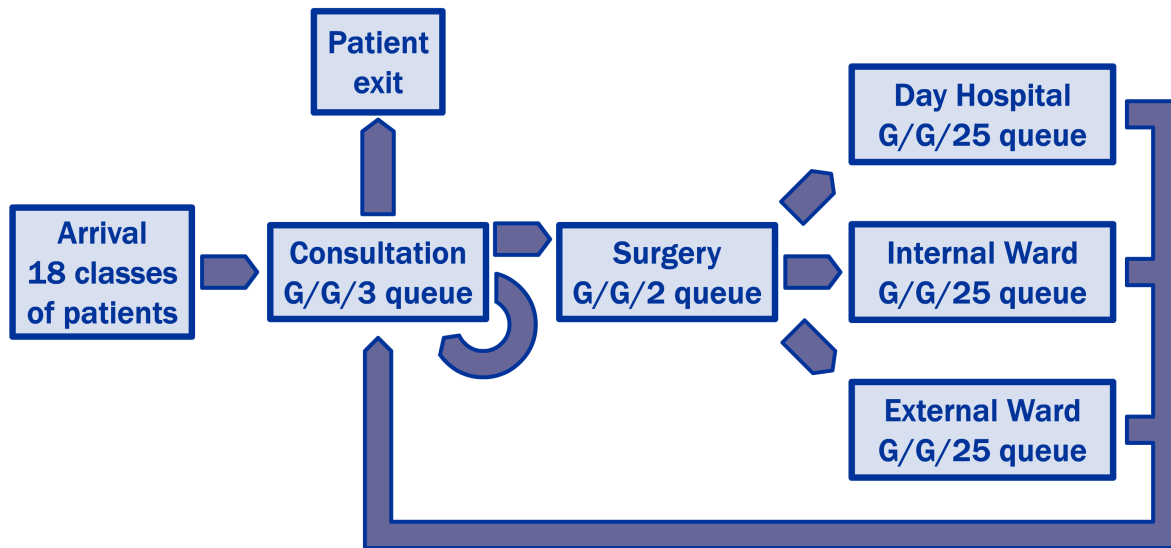 Patient
exit
Arrival
18 classes
of patients
Consultation
G/G/3 queue
Surgery
G/G/2 queue
Day Hospital
G/G/25 queue
Internal Ward
G/G/25 queue
External Ward
G/G/25 queue